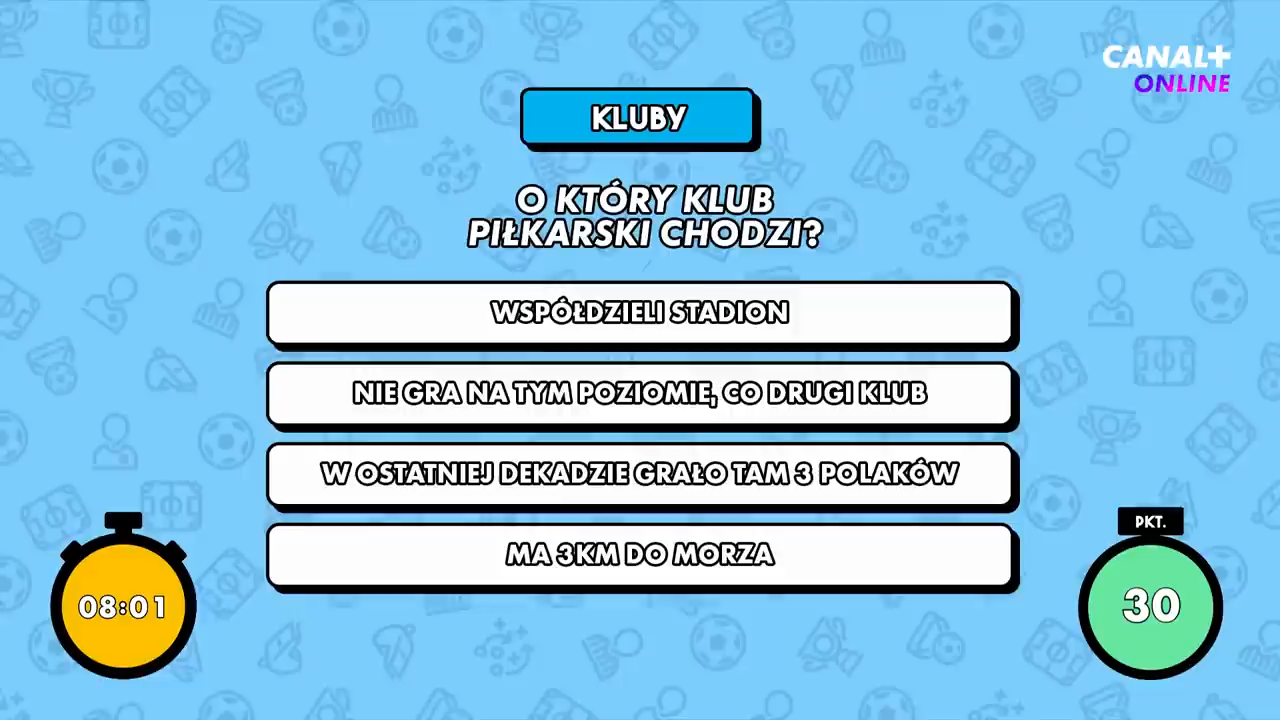 CANAL+
ONLINE
KLUBY
O KTÓRY KLUB
PIŁKARSKI CHODZI?
WSPÓŁDZIELI STADION
NIE GRA NA TYM POZIOMIE, CO DRUGI KLUB
W OSTATNIEJ DEKADZIE GRAŁO TAM 3 POLAKÓW
MA 3KM DO MORZA
08:01
PKT.
30